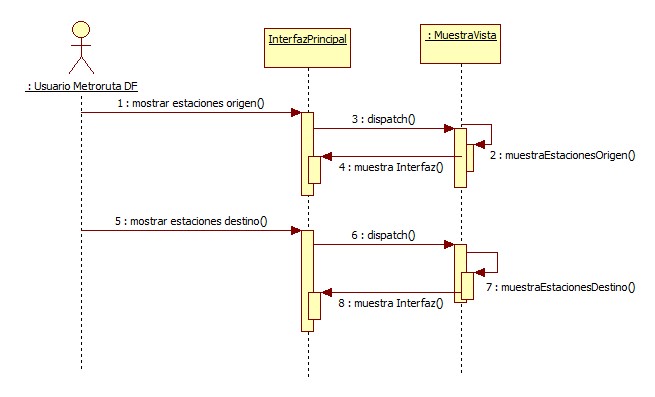 InterfazPrincipal
: MuestraVista
: Usuario Metroruta DF
1 : mostrar estaciones origen()
3 : dispatch()
2 : muestraEstacionesOrigen()
4 : muestra Interfaz()
5 : mostrar estaciones destino()
6 : dispatch()
7 : muestraEstacionesDestino()
8 : muestra Interfaz()